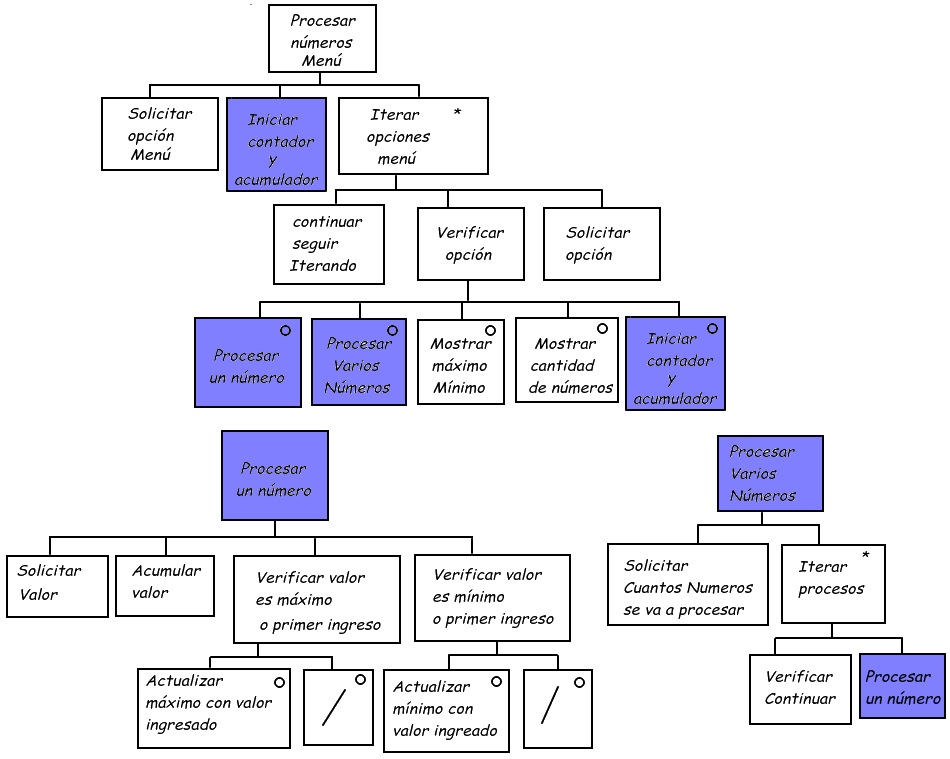 Procesar
números
Menú
Solicitar
opción
Menú
Iniciar
contador
y
acumulador
Iterar *
opciones
menú
continuar
seguir
Iterando
Verificar
opción
Solicitar
opción
Procesar
un número
Procesar
Varios
Números
Mostrar
máximo
Mínimo
Mostrar
cantidad
de números
Iniciar
contador
y
acumulador
Procesar
un número
Procesar
Varios
Números
Solicitar
Valor
Acumular
valor
Verificar valor
es máximo
o primer ingreso
Verificar valor
es mínimo
o primer ingreso
Solicitar
Cuantos Numeros
se va a procesar
Iterar *
procesos
Actualizar
máximo con valor
ingresado
Actualizar
mínimo con
valor ingreado
Verificar
Continuar
Procesar
un número